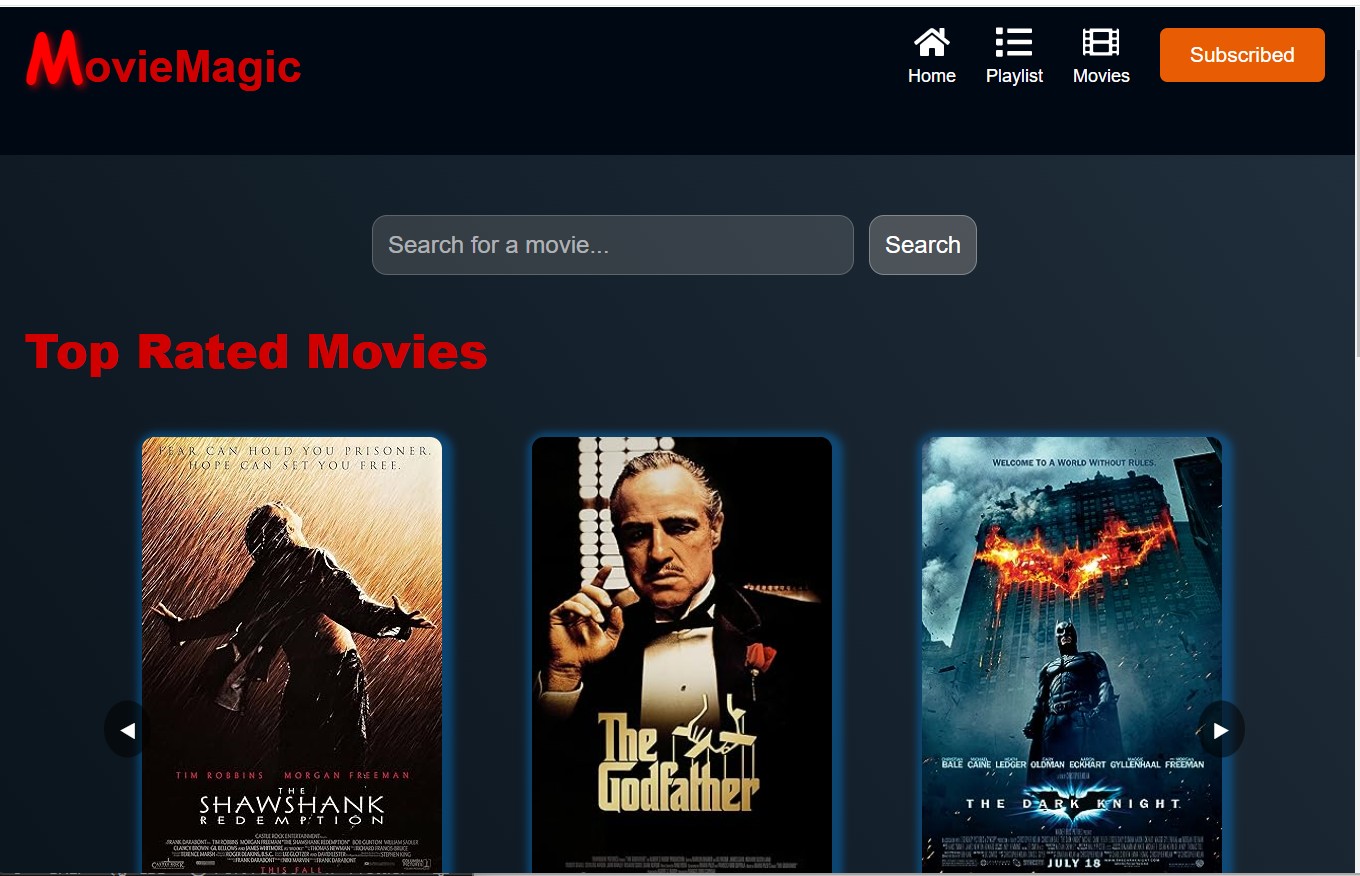 MovieMagic
Home
Playlist
Movies
Subscribed
Search for a movie...
Search
Top Rated Movies
FEAR CAN HOLD YOU PRISONER.
HOPE CAN SET YOU FREE.
TIM ROBBINS MORGAN FREEMAN
THE
SHAWSHANK
REDEMPTION
THIS FALL
The
Godfather
WELCOME TO A WORLD WITHOUT RULES.
BALE CAINE LEDGER OLDMAN ECKHART GYLLENHAAL FREEMAN
THE DARK KNIGHT
JULY 18